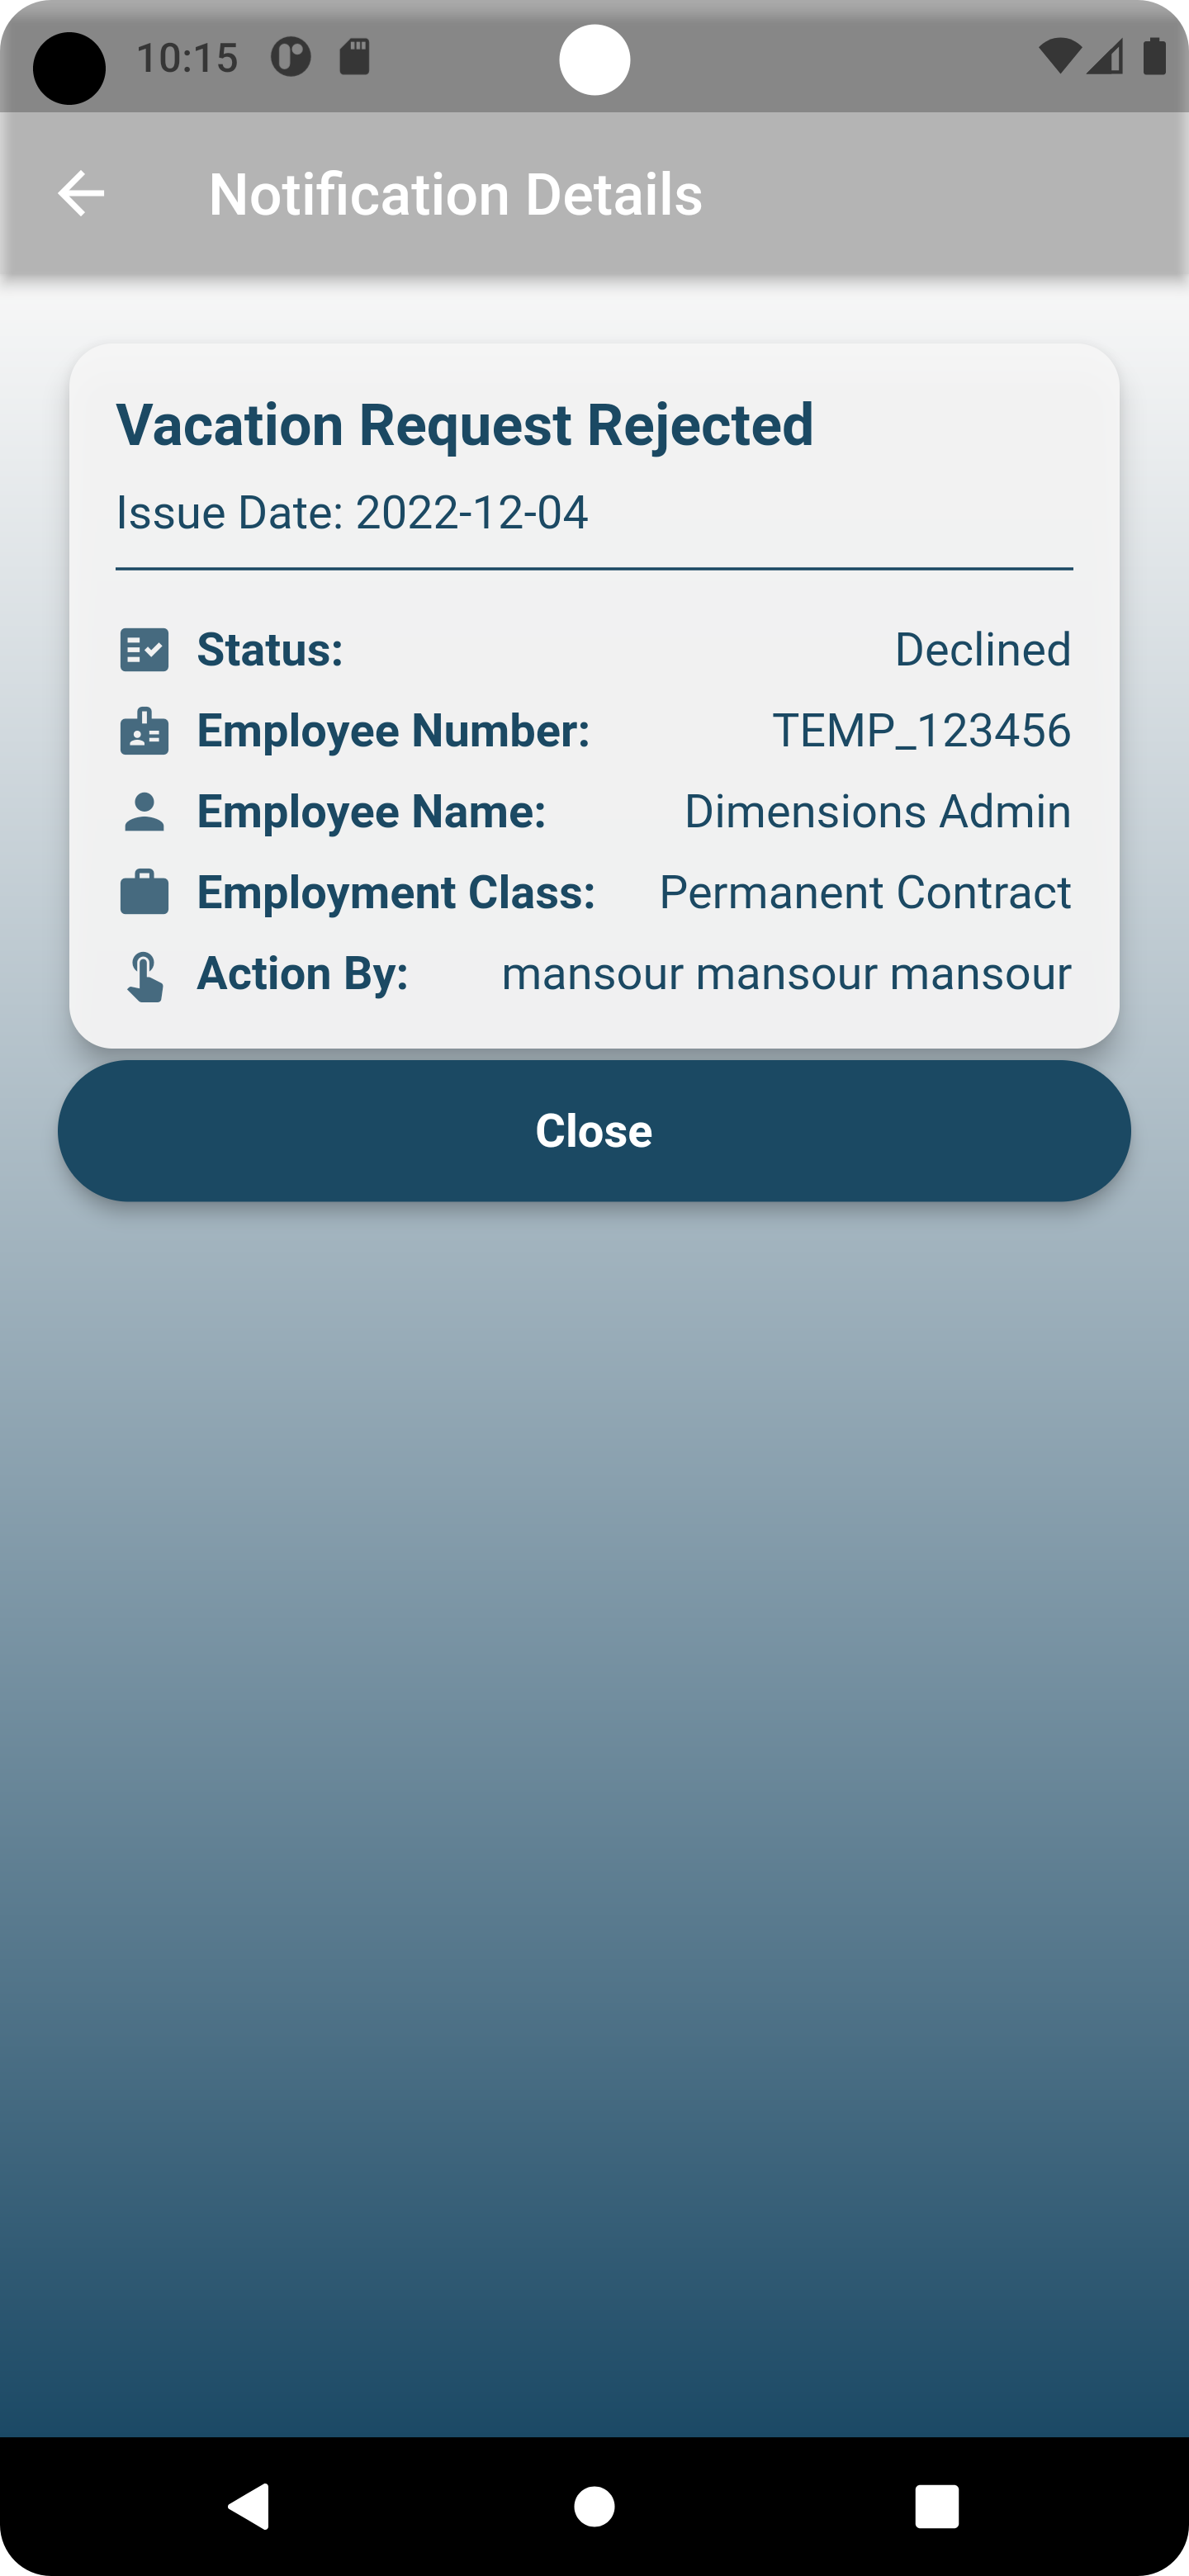 10:15
Notification Details
Vacation Request Rejected
Issue Date: 2022-12-04
Status: Declined
Employee Number: TEMP_123456
Employee Name: Dimensions Admin
Employment Class: Permanent Contract
Action By: mansour mansour mansour
Close